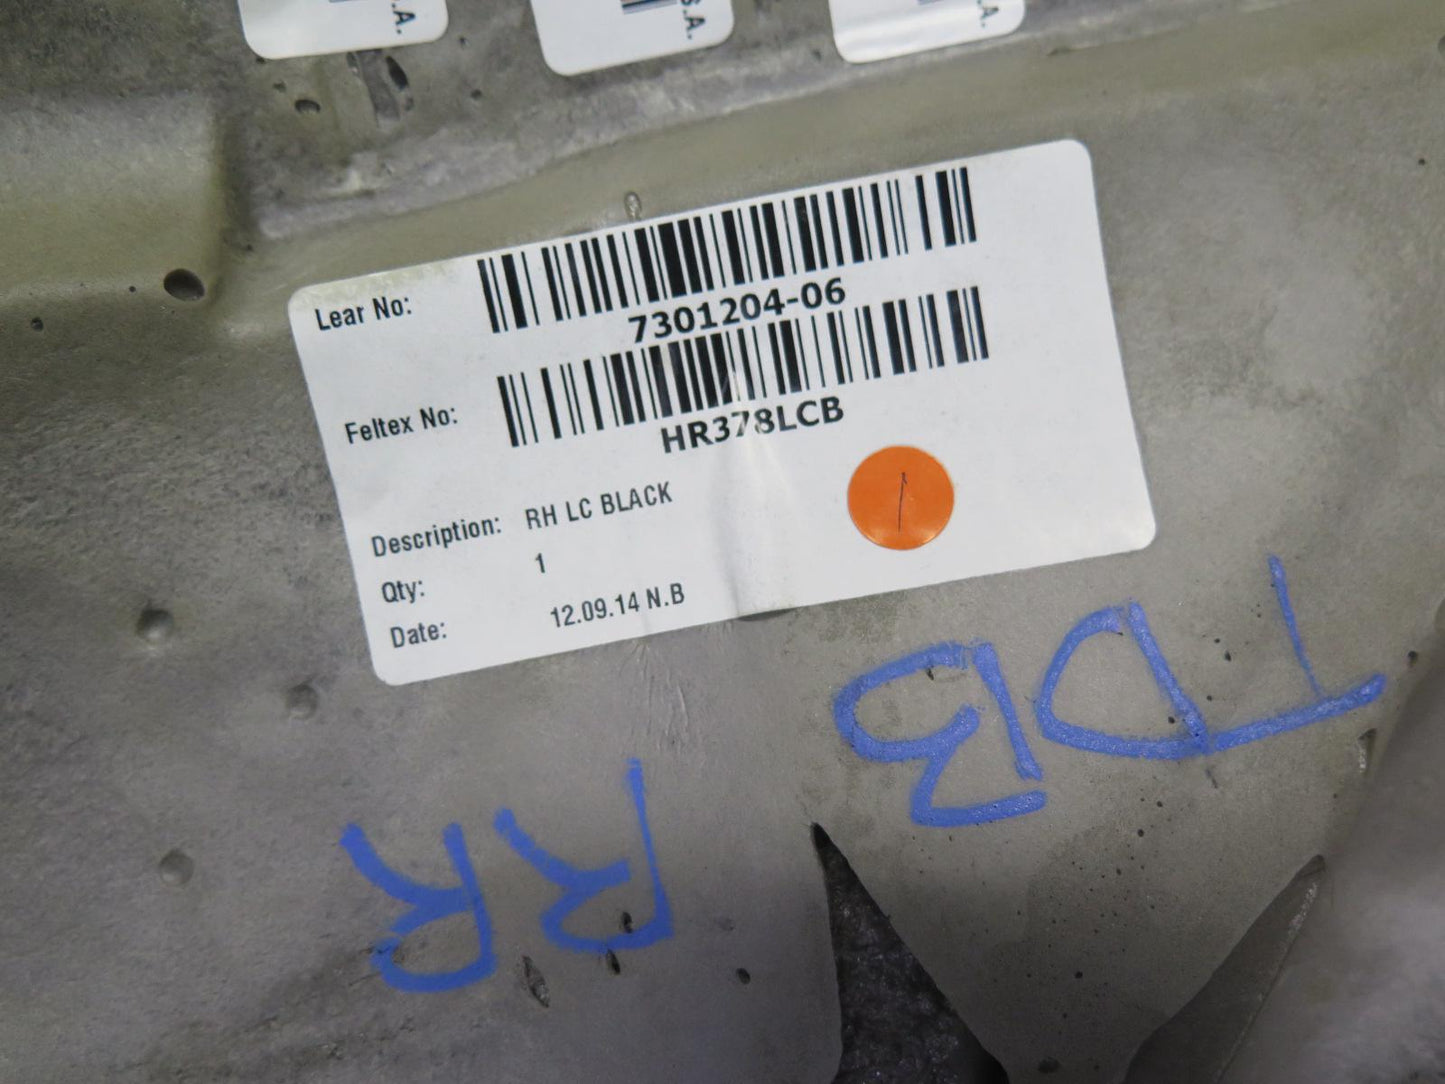 .A.
S.A.
.A.
Lear No: 7301204-06
Feltex No: HR378LCB
Description: RH LC BLACK
Qty: 1
Date: 12.09.14 N.B
1
TDB
RR